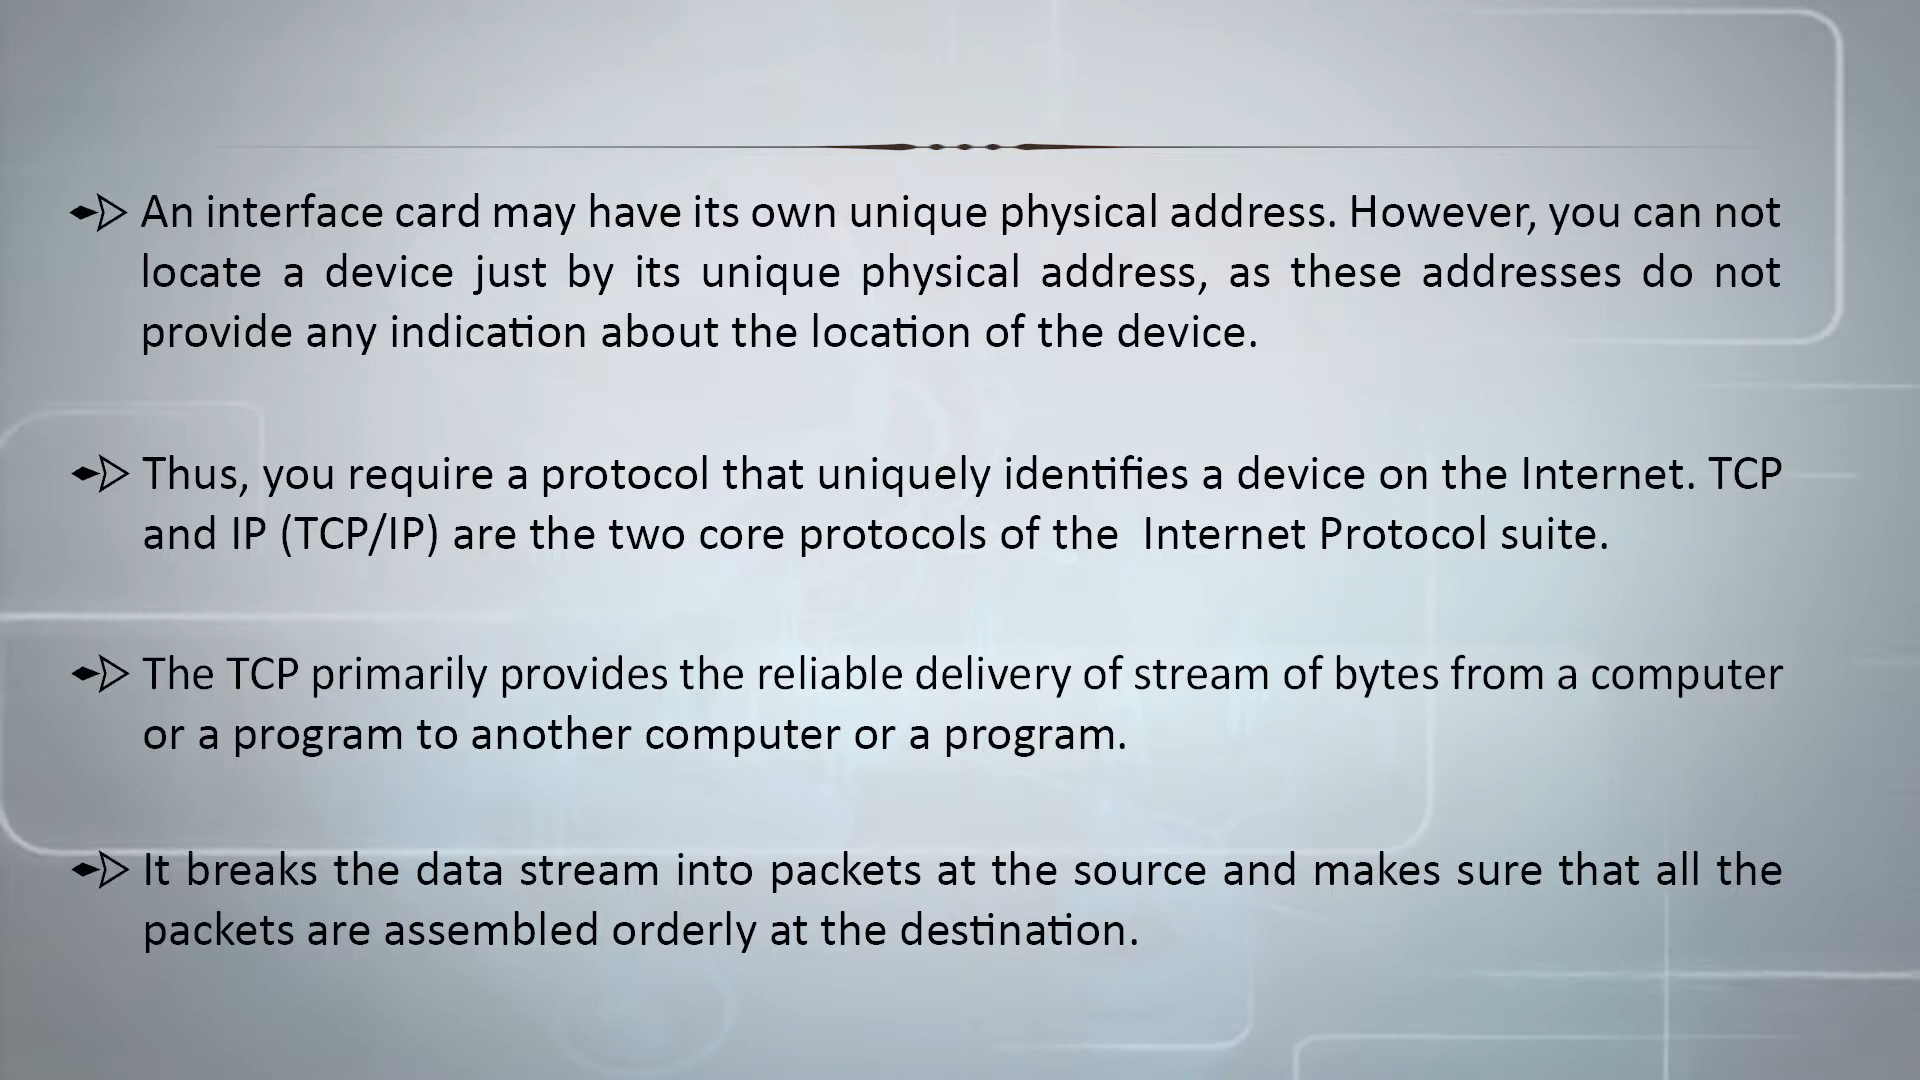 An interface card may have its own unique physical address. However, you can not
locate a device just by its unique physical address, as these addresses do not
provide any indication about the location of the device.
Thus, you require a protocol that uniquely identifies a device on the Internet. TCP
and IP (TCP/IP) are the two core protocols of the  Internet Protocol suite.
The TCP primarily provides the reliable delivery of stream of bytes from a computer
or a program to another computer or a program.
It breaks the data stream into packets at the source and makes sure that all the
packets are assembled orderly at the destination.